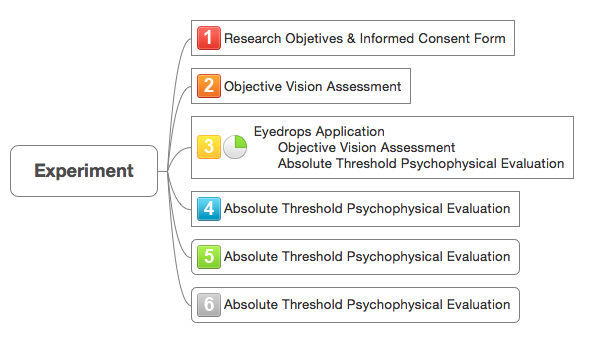 Experiment
1 Research Objetives & Informed Consent Form
2 Objective Vision Assessment
3 Eyedrops Application
Objective Vision Assessment
Absolute Threshold Psychophysical Evaluation
4 Absolute Threshold Psychophysical Evaluation
5 Absolute Threshold Psychophysical Evaluation
6 Absolute Threshold Psychophysical Evaluation